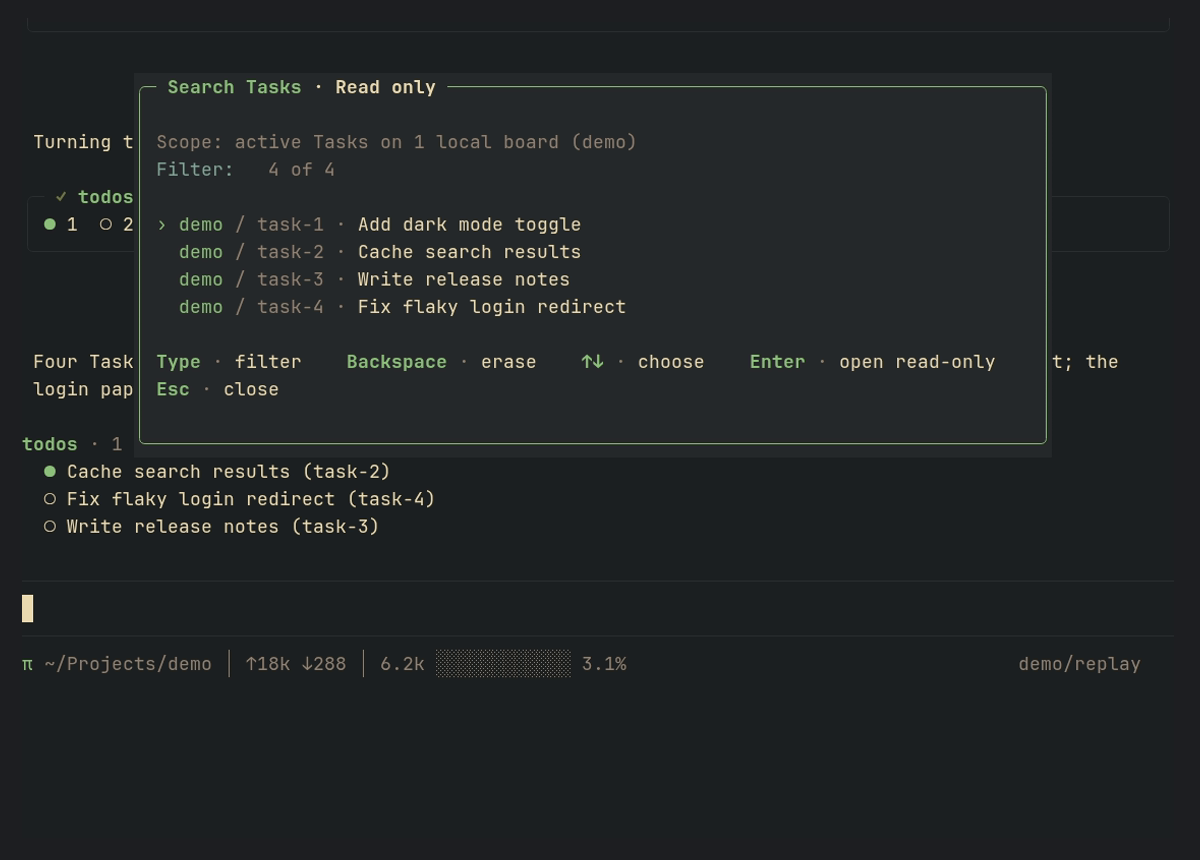 Search Tasks · Read only
Turning t
Scope: active Tasks on 1 local board (demo)
Filter: 4 of 4
✓ todos
● 1 ○ 2
› demo / task-1 · Add dark mode toggle
demo / task-2 · Cache search results
demo / task-3 · Write release notes
demo / task-4 · Fix flaky login redirect
Four Task
Type · filter Backspace · erase ↑↓ · choose Enter · open read-only
t; the
login pap
Esc · close
todos · 1
● Cache search results (task-2)
○ Fix flaky login redirect (task-4)
○ Write release notes (task-3)
π ~/Projects/demo │ ↑18k ↓288 │ 6.2k ░░░░░░░░░░░░ 3.1%
demo/replay